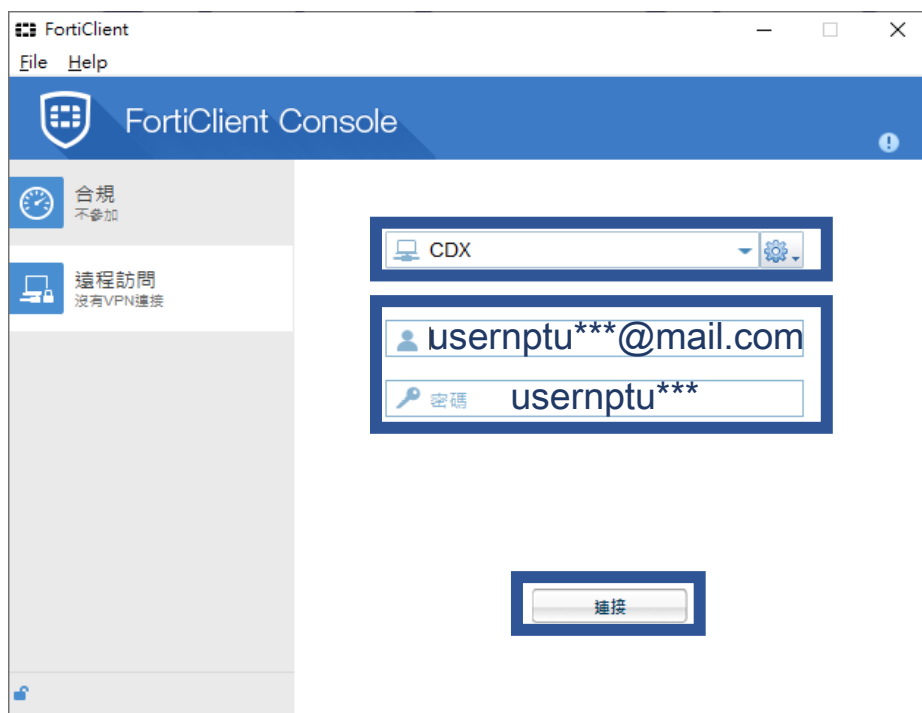 FortiClient
File Help
FortiClient Console
合規
不參加
遠程訪問
沒有VPN連接
CDX
usernptu***@mail.com
密碼 usernptu***
連接